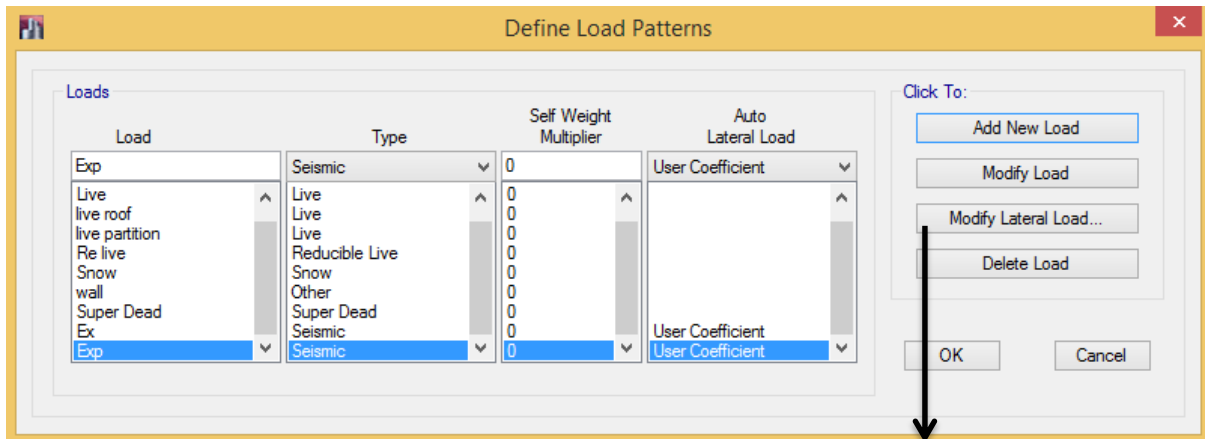 Define Load Patterns
Loads
Click To:
Load
Type
Self Weight
Multiplier
Auto
Lateral Load
Exp Seismic 0 User Coefficient
Live Live 0
live roof Live 0
live partition Live 0
Re live Reducible Live 0
Snow Snow 0
wall Other 0
Super Dead Super Dead 0
Ex Seismic 0 User Coefficient
Exp Seismic 0 User Coefficient
Add New Load
Modify Load
Modify Lateral Load...
Delete Load
OK
Cancel